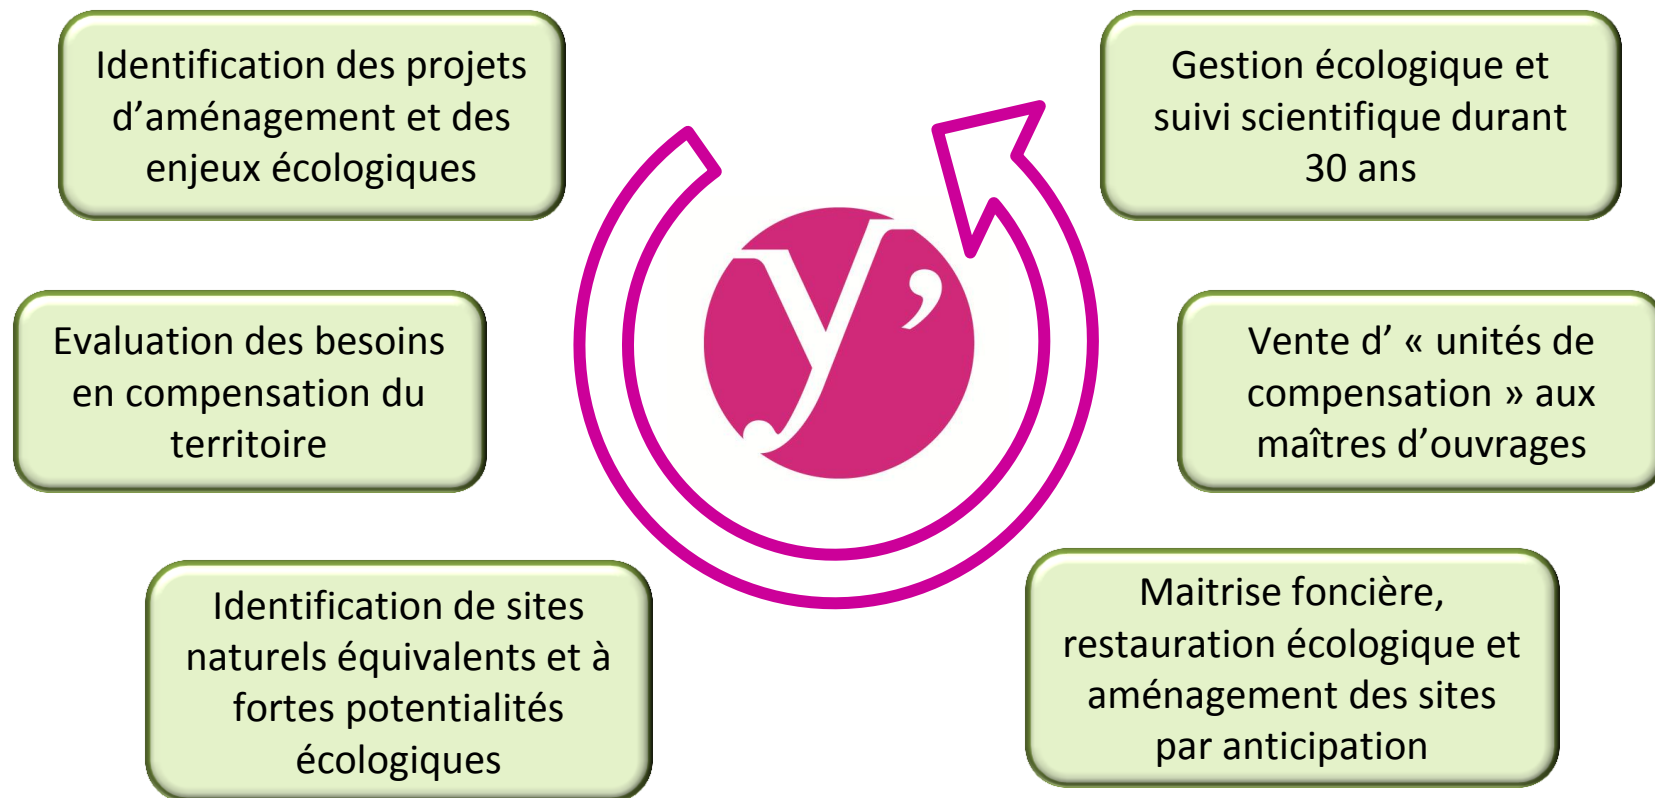 Identification des projets
d’aménagement et des
enjeux écologiques
Evaluation des besoins
en compensation du
territoire
Identification de sites
naturels équivalents et à
fortes potentialités
écologiques
y’
Maitrise foncière,
restauration écologique et
aménagement des sites
par anticipation
Vente d’ « unités de
compensation » aux
maîtres d’ouvrages
Gestion écologique et
suivi scientifique durant
30 ans